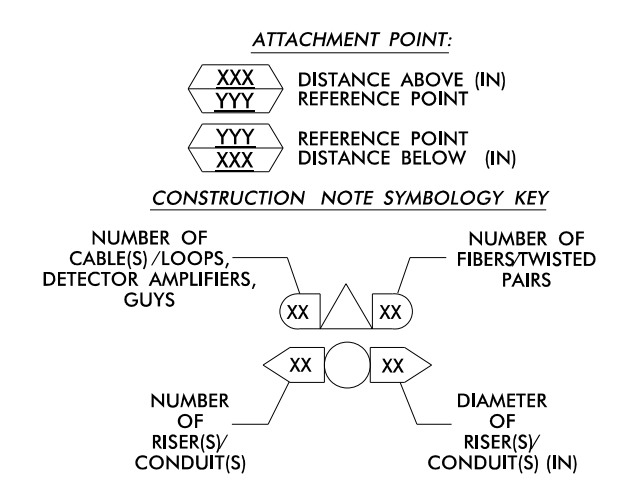 ATTACHMENT POINT:
XXX
YYY
DISTANCE ABOVE (IN)
REFERENCE POINT
YYY
XXX
REFERENCE POINT
DISTANCE BELOW (IN)
CONSTRUCTION NOTE SYMBOLOGY KEY
NUMBER OF
CABLE(S)/LOOPS,
DETECTOR AMPLIFIERS,
GUYS
NUMBER OF
FIBERS/TWISTED
PAIRS
XX
XX
XX
XX
NUMBER
OF
RISER(S)/
CONDUIT(S)
DIAMETER
OF
RISER(S)/
CONDUIT(S) (IN)